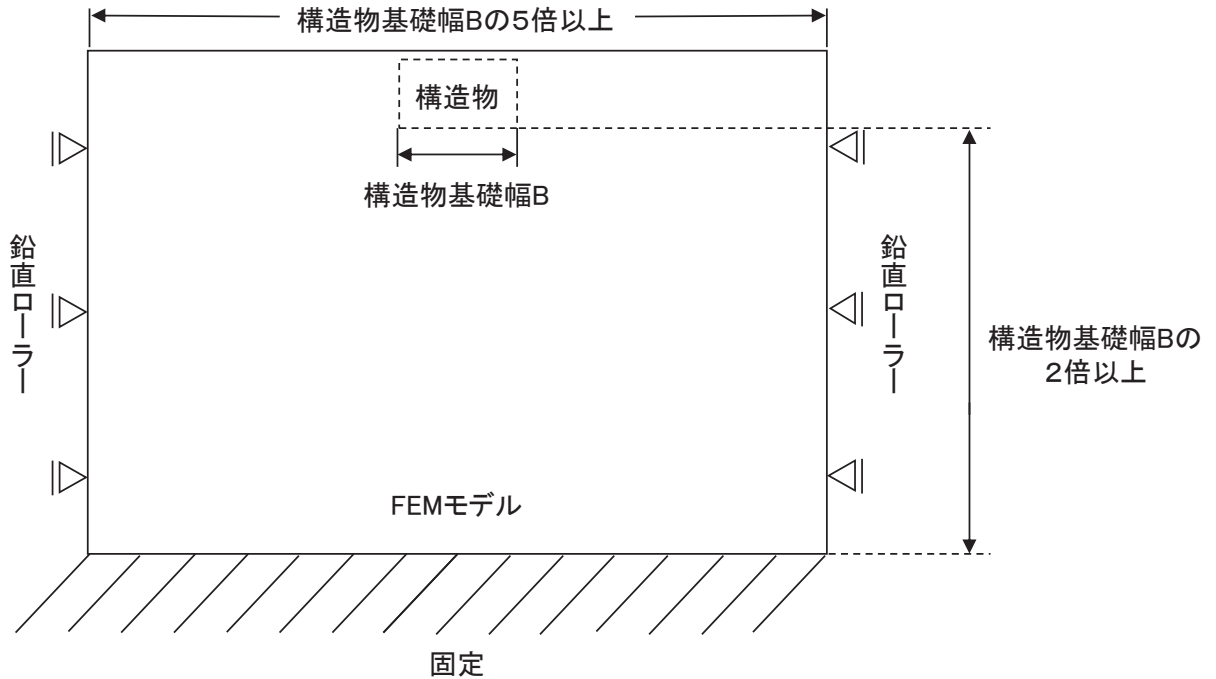 構造物基礎幅Bの5倍以上
構造物
構造物基礎幅B
鉛直ローラー
鉛直ローラー
構造物基礎幅Bの
2倍以上
FEMモデル
固定